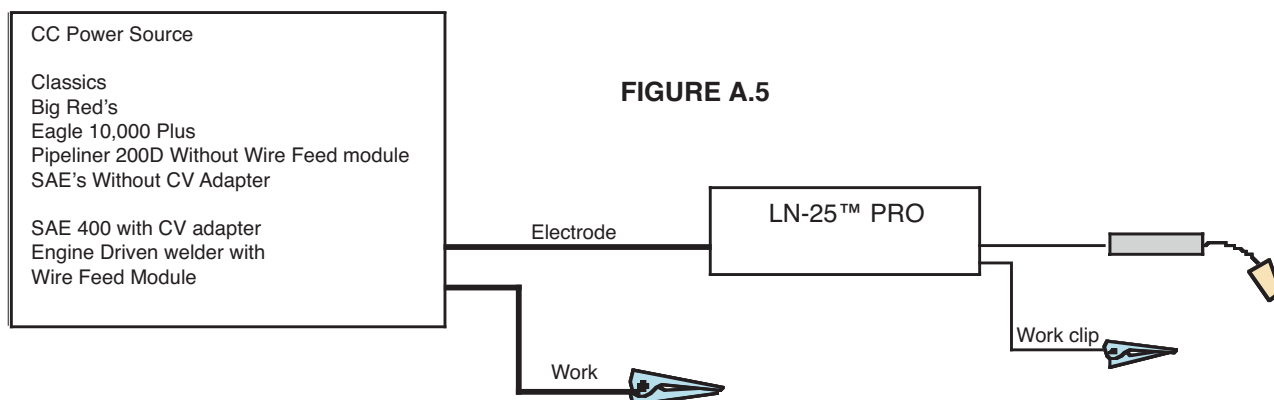 CC Power Source
Classics
Big Red's
Eagle 10,000 Plus
Pipeliner 200D Without Wire Feed module
SAE's Without CV Adapter
SAE 400 with CV adapter
Engine Driven welder with
Wire Feed Module
FIGURE A.5
Electrode
LN-25™ PRO
Work clip
Work